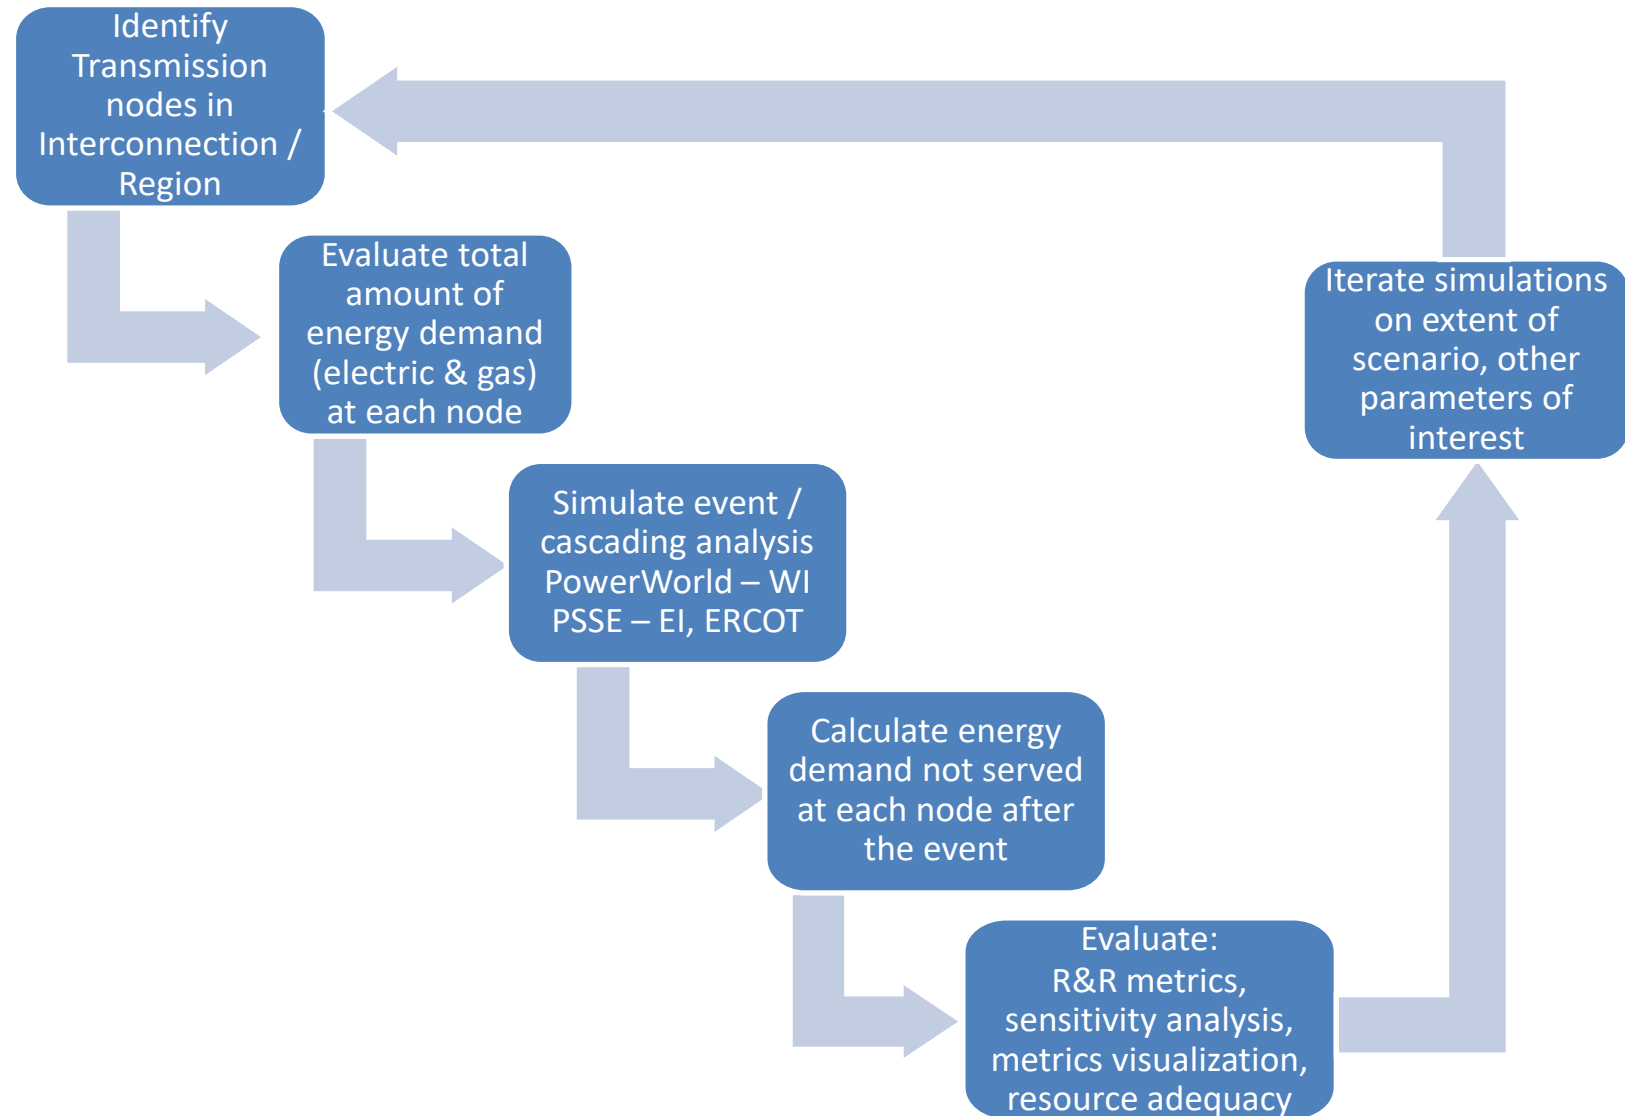 Identify
Transmission
nodes in
Interconnection /
Region
Evaluate total
amount of
energy demand
(electric & gas)
at each node
Simulate event /
cascading analysis
PowerWorld – WI
PSSE – EI, ERCOT
Calculate energy
demand not served
at each node after
the event
Evaluate:
R&R metrics,
sensitivity analysis,
metrics visualization,
resource adequacy
Iterate simulations
on extent of
scenario, other
parameters of
interest